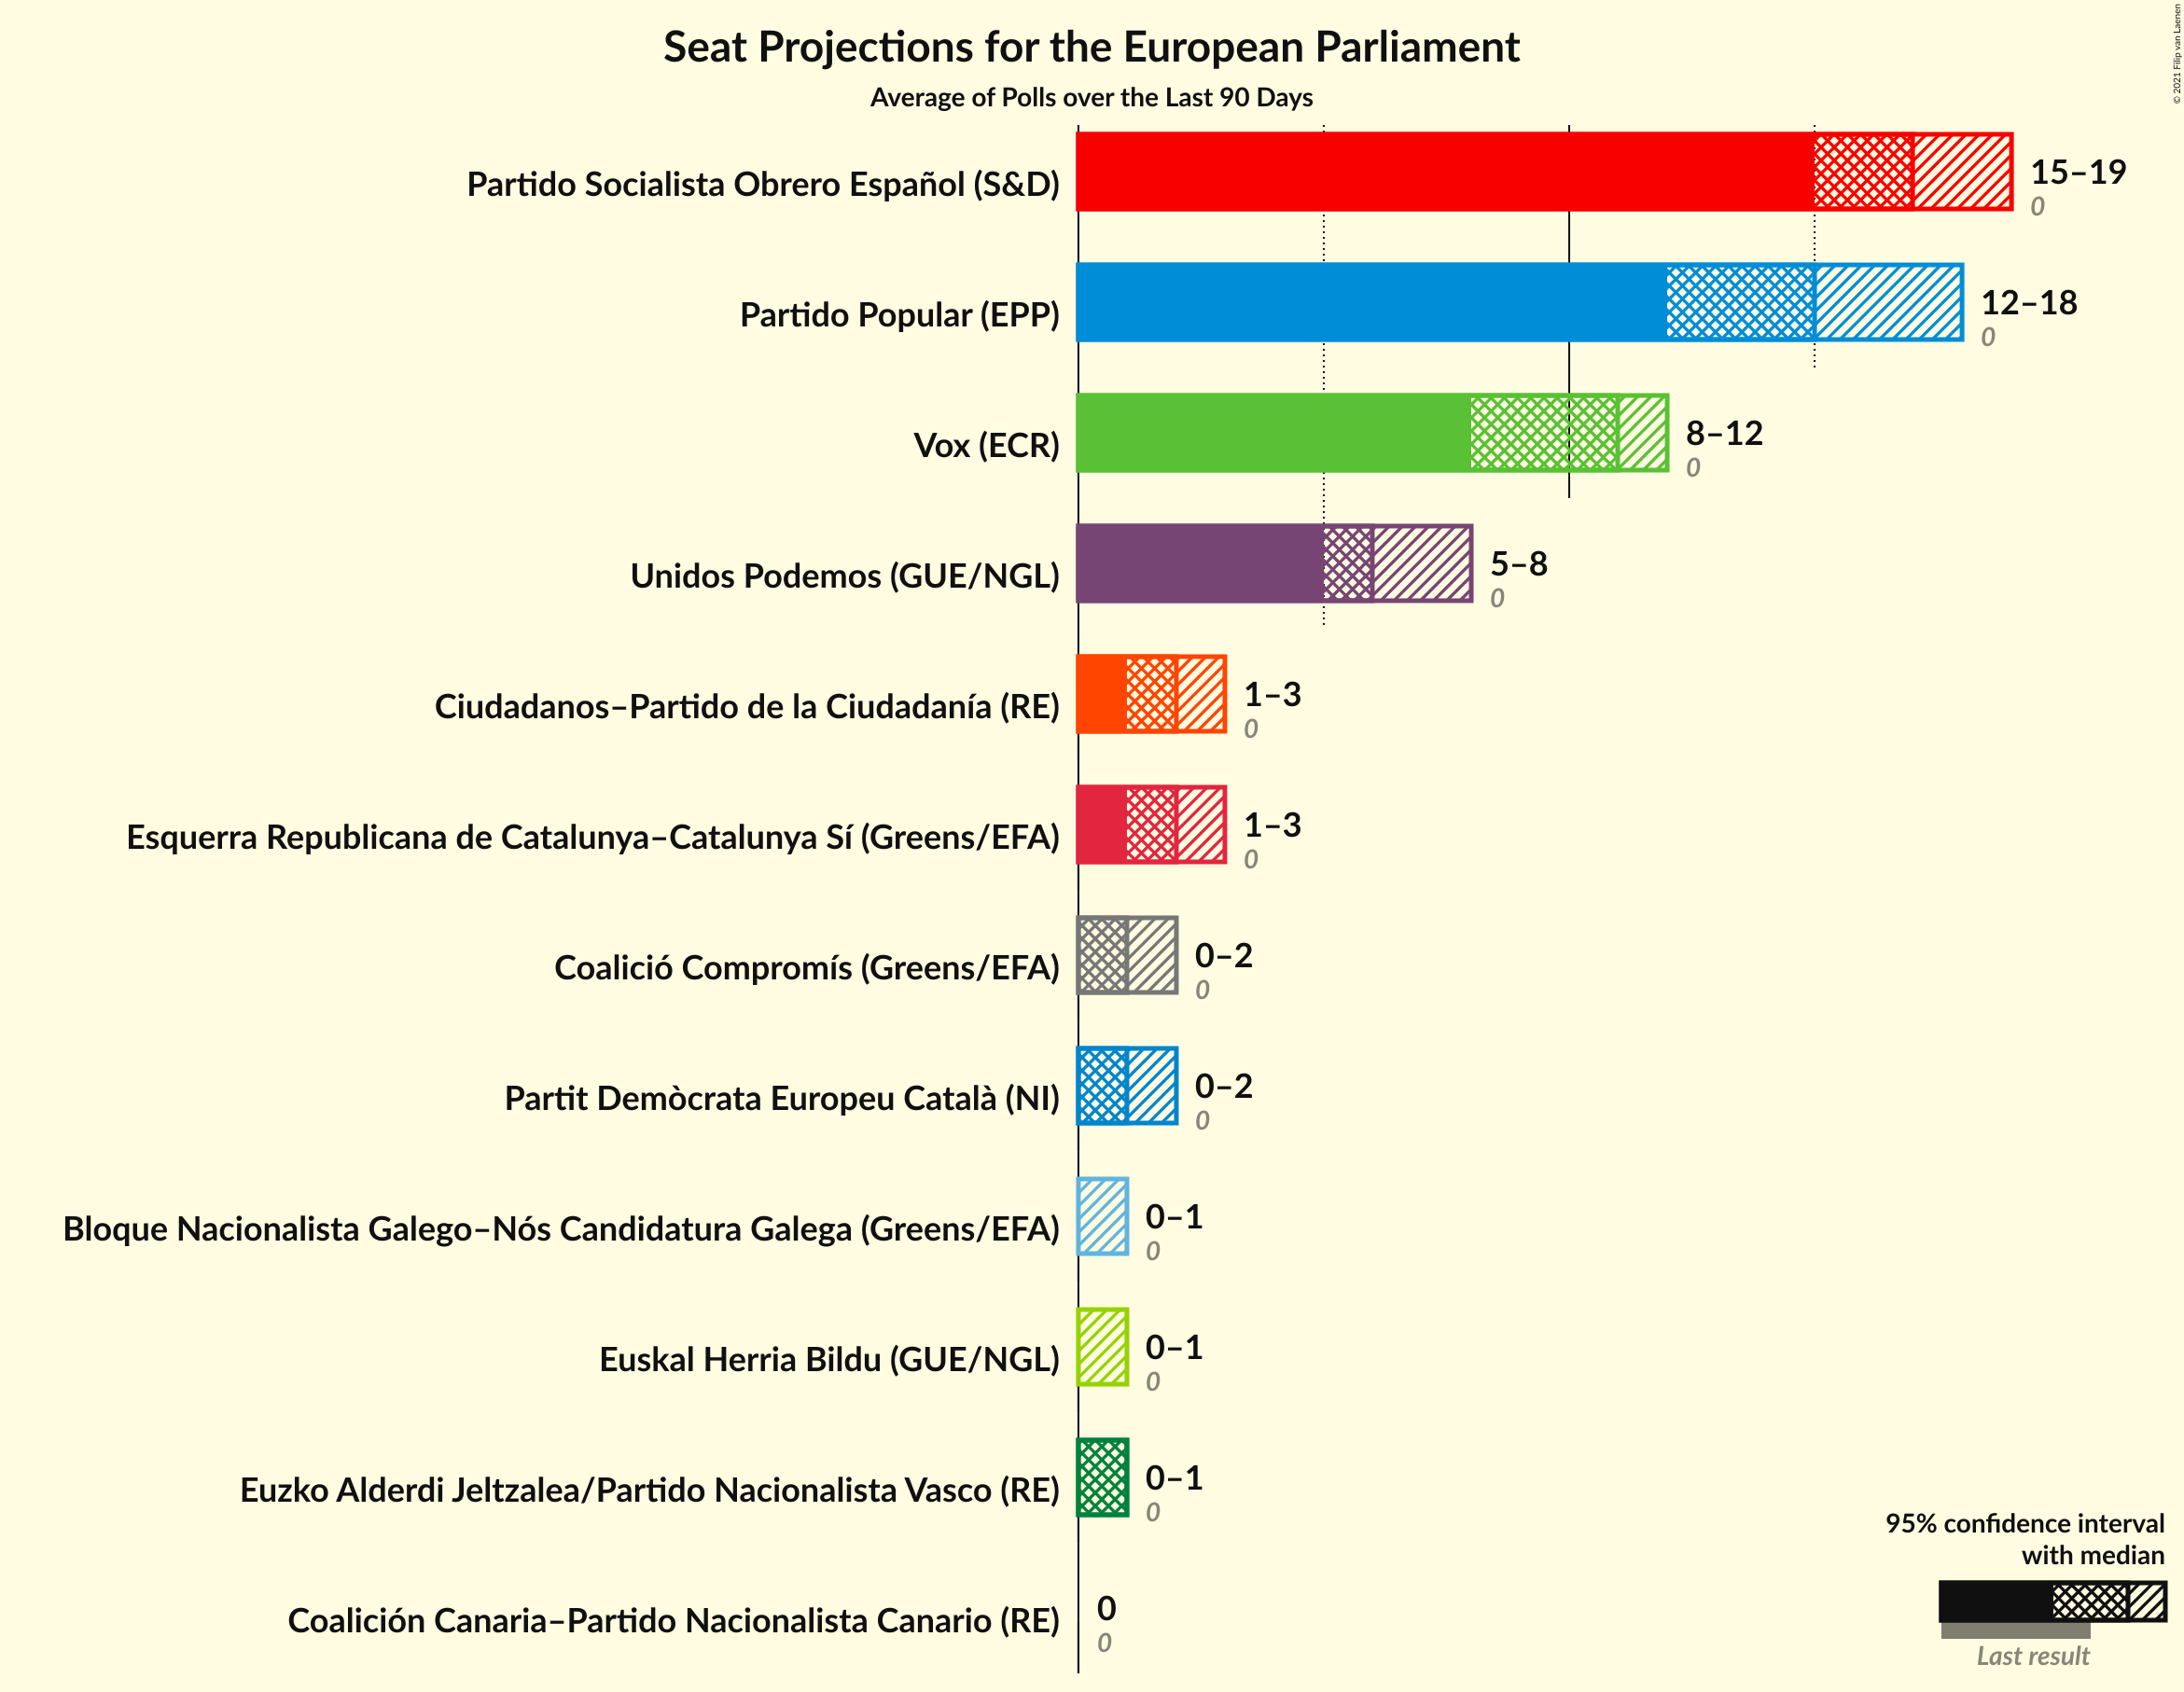 Seat Projections for the European Parliament
Average of Polls over the Last 90 Days
© 2021 Filip van Laenen
Partido Socialista Obrero Español (S&D)
15–19
0
Partido Popular (EPP)
12–18
0
Vox (ECR)
8–12
0
Unidos Podemos (GUE/NGL)
5–8
0
Ciudadanos–Partido de la Ciudadanía (RE)
1–3
0
Esquerra Republicana de Catalunya–Catalunya Sí (Greens/EFA)
1–3
0
Coalició Compromís (Greens/EFA)
0–2
0
Partit Demòcrata Europeu Català (NI)
0–2
0
Bloque Nacionalista Galego–Nós Candidatura Galega (Greens/EFA)
0–1
0
Euskal Herria Bildu (GUE/NGL)
0–1
0
Euzko Alderdi Jeltzalea/Partido Nacionalista Vasco (RE)
0–1
0
Coalición Canaria–Partido Nacionalista Canario (RE)
0
0
95% confidence interval
with median
Last result